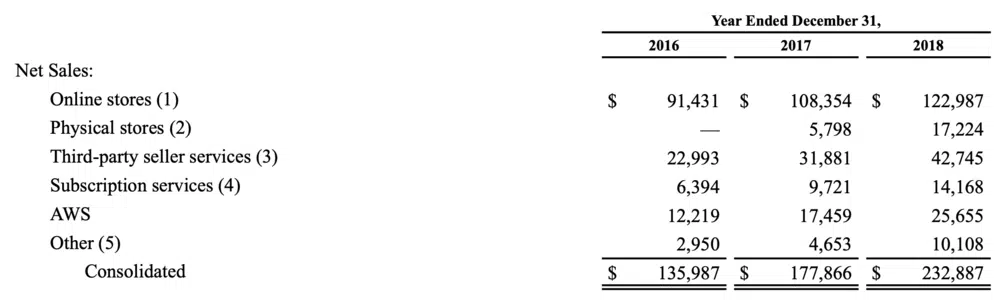 Year Ended December 31,
2016 2017 2018
Net Sales:
Online stores (1) $ 91,431 $ 108,354 $ 122,987
Physical stores (2) — 5,798 17,224
Third-party seller services (3) 22,993 31,881 42,745
Subscription services (4) 6,394 9,721 14,168
AWS 12,219 17,459 25,655
Other (5) 2,950 4,653 10,108
Consolidated $ 135,987 $ 177,866 $ 232,887